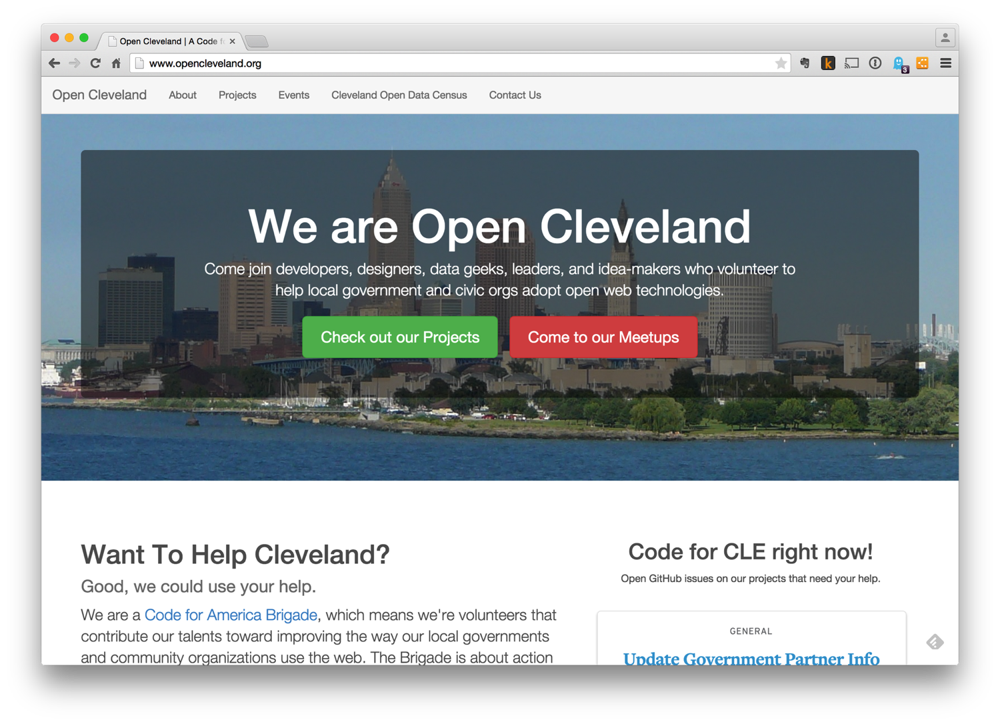 Open Cleveland | A Code f
www.opencleveland.org
k
3
Open Cleveland About Projects Events Cleveland Open Data Census Contact Us
We are Open Cleveland
Come join developers, designers, data geeks, leaders, and idea-makers who volunteer to
help local government and civic orgs adopt open web technologies.
Check out our Projects Come to our Meetups
Want To Help Cleveland?
Good, we could use your help.
We are a Code for America Brigade, which means we're volunteers that
contribute our talents toward improving the way our local governments
and community organizations use the web. The Brigade is about action
Code for CLE right now!
Open GitHub issues on our projects that need your help.
GENERAL
Update Government Partner Info